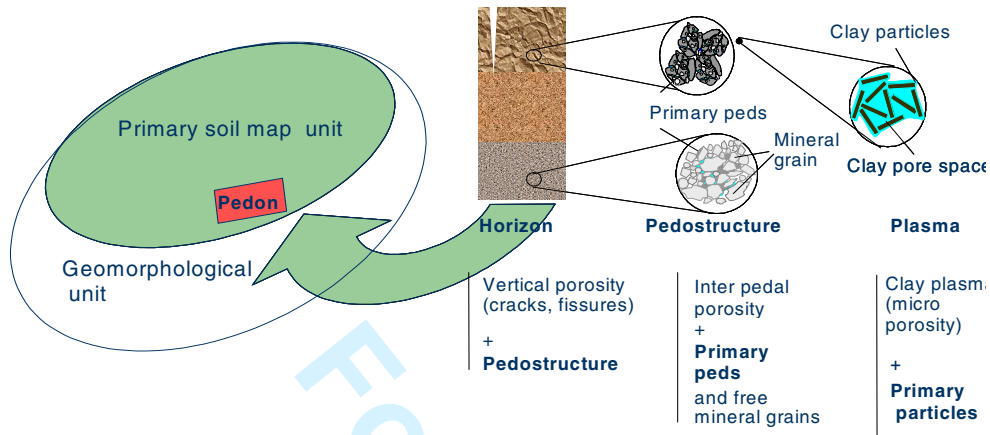 Primary soil map unit
Pedon
Geomorphological
unit
Clay particles
Primary peds
Mineral
grain
Clay pore space
Horizon
Pedostructure
Plasma
Vertical porosity
(cracks, fissures)
+
Pedostructure
Inter pedal
porosity
+
Primary
peds
and free
mineral grains
Clay plasma
(micro
porosity)
+
Primary
particles
Fo